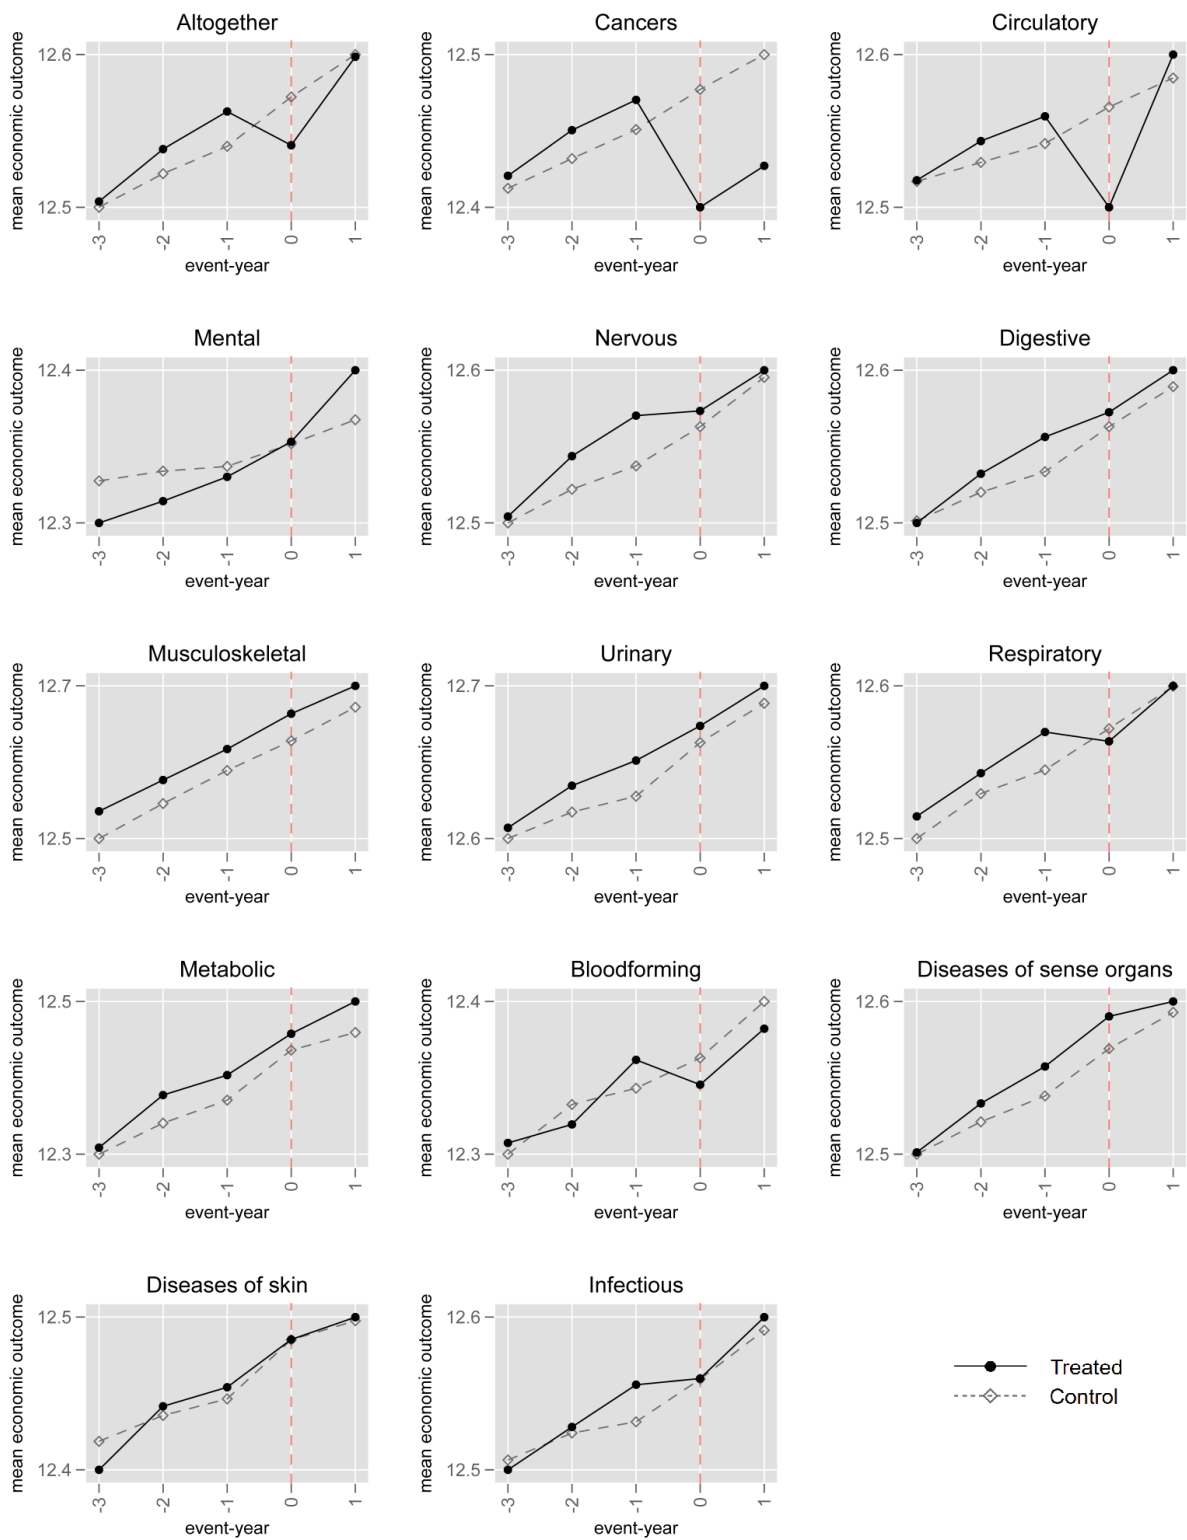 Altogether Cancers Circulatory
mean economic outcome mean economic outcome mean economic outcome
12.6 12.5 12.6
12.5 12.4 12.5
-3 -2 -1 0 1 -3 -2 -1 0 1 -3 -2 -1 0 1
event-year event-year event-year
Mental Nervous Digestive
mean economic outcome mean economic outcome mean economic outcome
12.4 12.6 12.6
12.3 12.5 12.5
-3 -2 -1 0 1 -3 -2 -1 0 1 -3 -2 -1 0 1
event-year event-year event-year
Musculoskeletal Urinary Respiratory
mean economic outcome mean economic outcome mean economic outcome
12.7 12.7 12.6
12.5 12.6 12.5
-3 -2 -1 0 1 -3 -2 -1 0 1 -3 -2 -1 0 1
event-year event-year event-year
Metabolic Bloodforming Diseases of sense organs
mean economic outcome mean economic outcome mean economic outcome
12.5 12.4 12.6
12.3 12.3 12.5
-3 -2 -1 0 1 -3 -2 -1 0 1 -3 -2 -1 0 1
event-year event-year event-year
Diseases of skin Infectious
mean economic outcome mean economic outcome
12.5 12.6
12.4 12.5
-3 -2 -1 0 1 -3 -2 -1 0 1
event-year event-year
Treated
Control